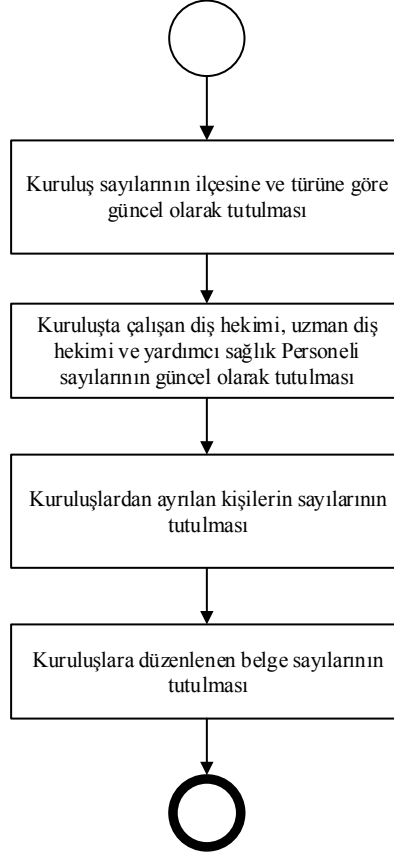 Kuruluş sayılarının ilçesine ve türüne göre
güncel olarak tutulması
Kuruluşta çalışan diş hekimi, uzman diş
hekimi ve yardımcı sağlık Personeli
sayılarının güncel olarak tutulması
Kuruluşlardan ayrılan kişilerin sayılarının
tutulması
Kuruluşlara düzenlenen belge sayılarının
tutulması